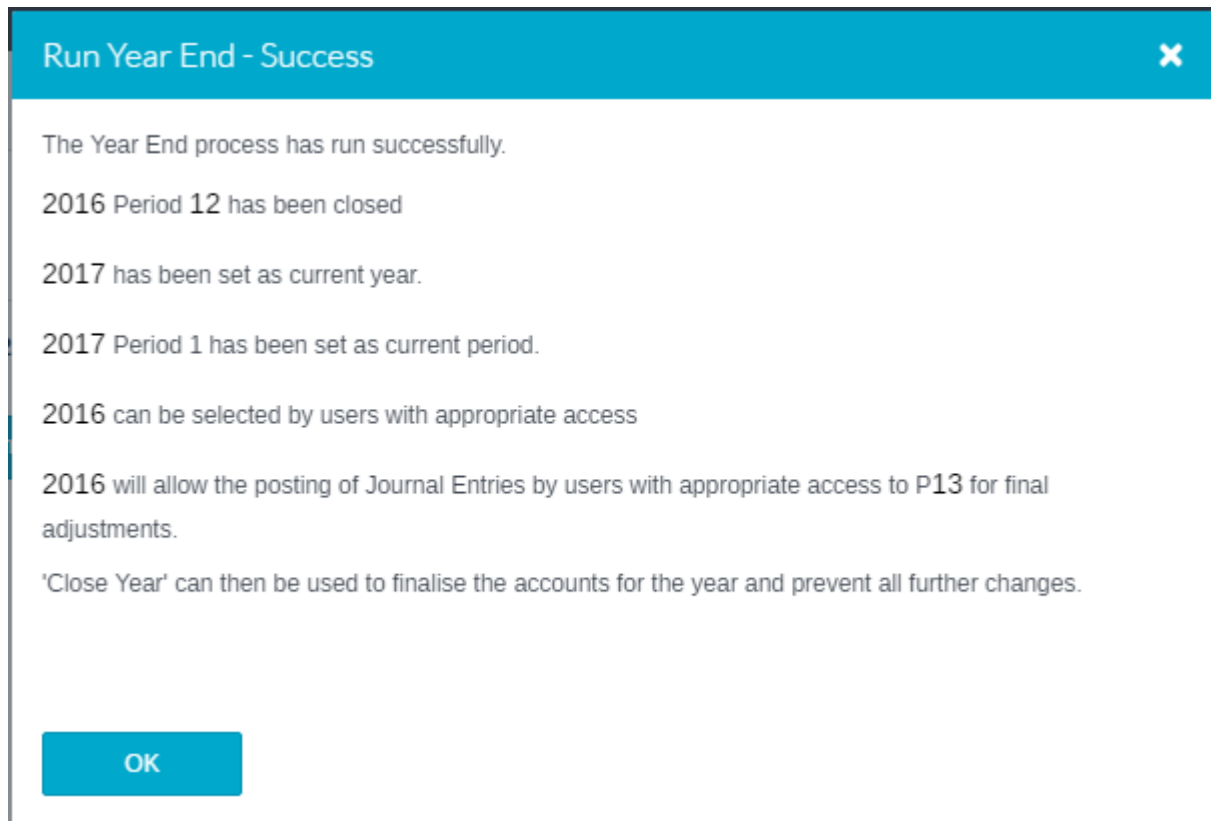 Run Year End - Success
The Year End process has run successfully.
2016 Period 12 has been closed
2017 has been set as current year.
2017 Period 1 has been set as current period.
2016 can be selected by users with appropriate access
2016 will allow the posting of Journal Entries by users with appropriate access to P13 for final
adjustments.
'Close Year' can then be used to finalise the accounts for the year and prevent all further changes.
OK